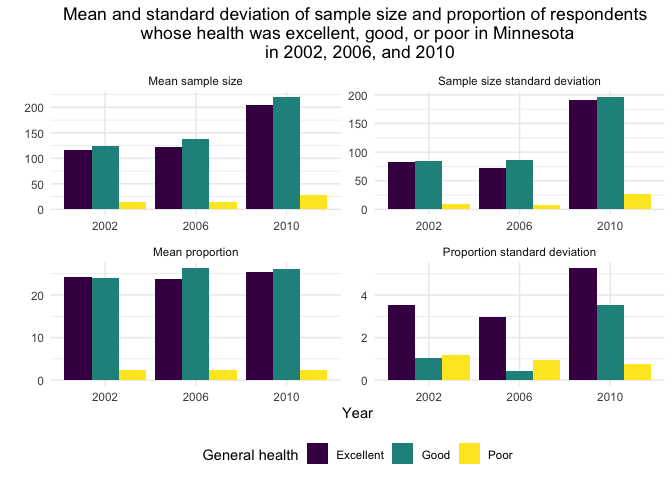 Mean and standard deviation of sample size and proportion of respondents
whose health was excellent, good, or poor in Minnesota
in 2002, 2006, and 2010
Mean sample size
200
150
100
50
0
2002 2006 2010
Sample size standard deviation
200
150
100
50
0
2002 2006 2010
Mean proportion
20
10
0
2002 2006 2010
Proportion standard deviation
4
2
0
2002 2006 2010
Year
General health Excellent Good Poor